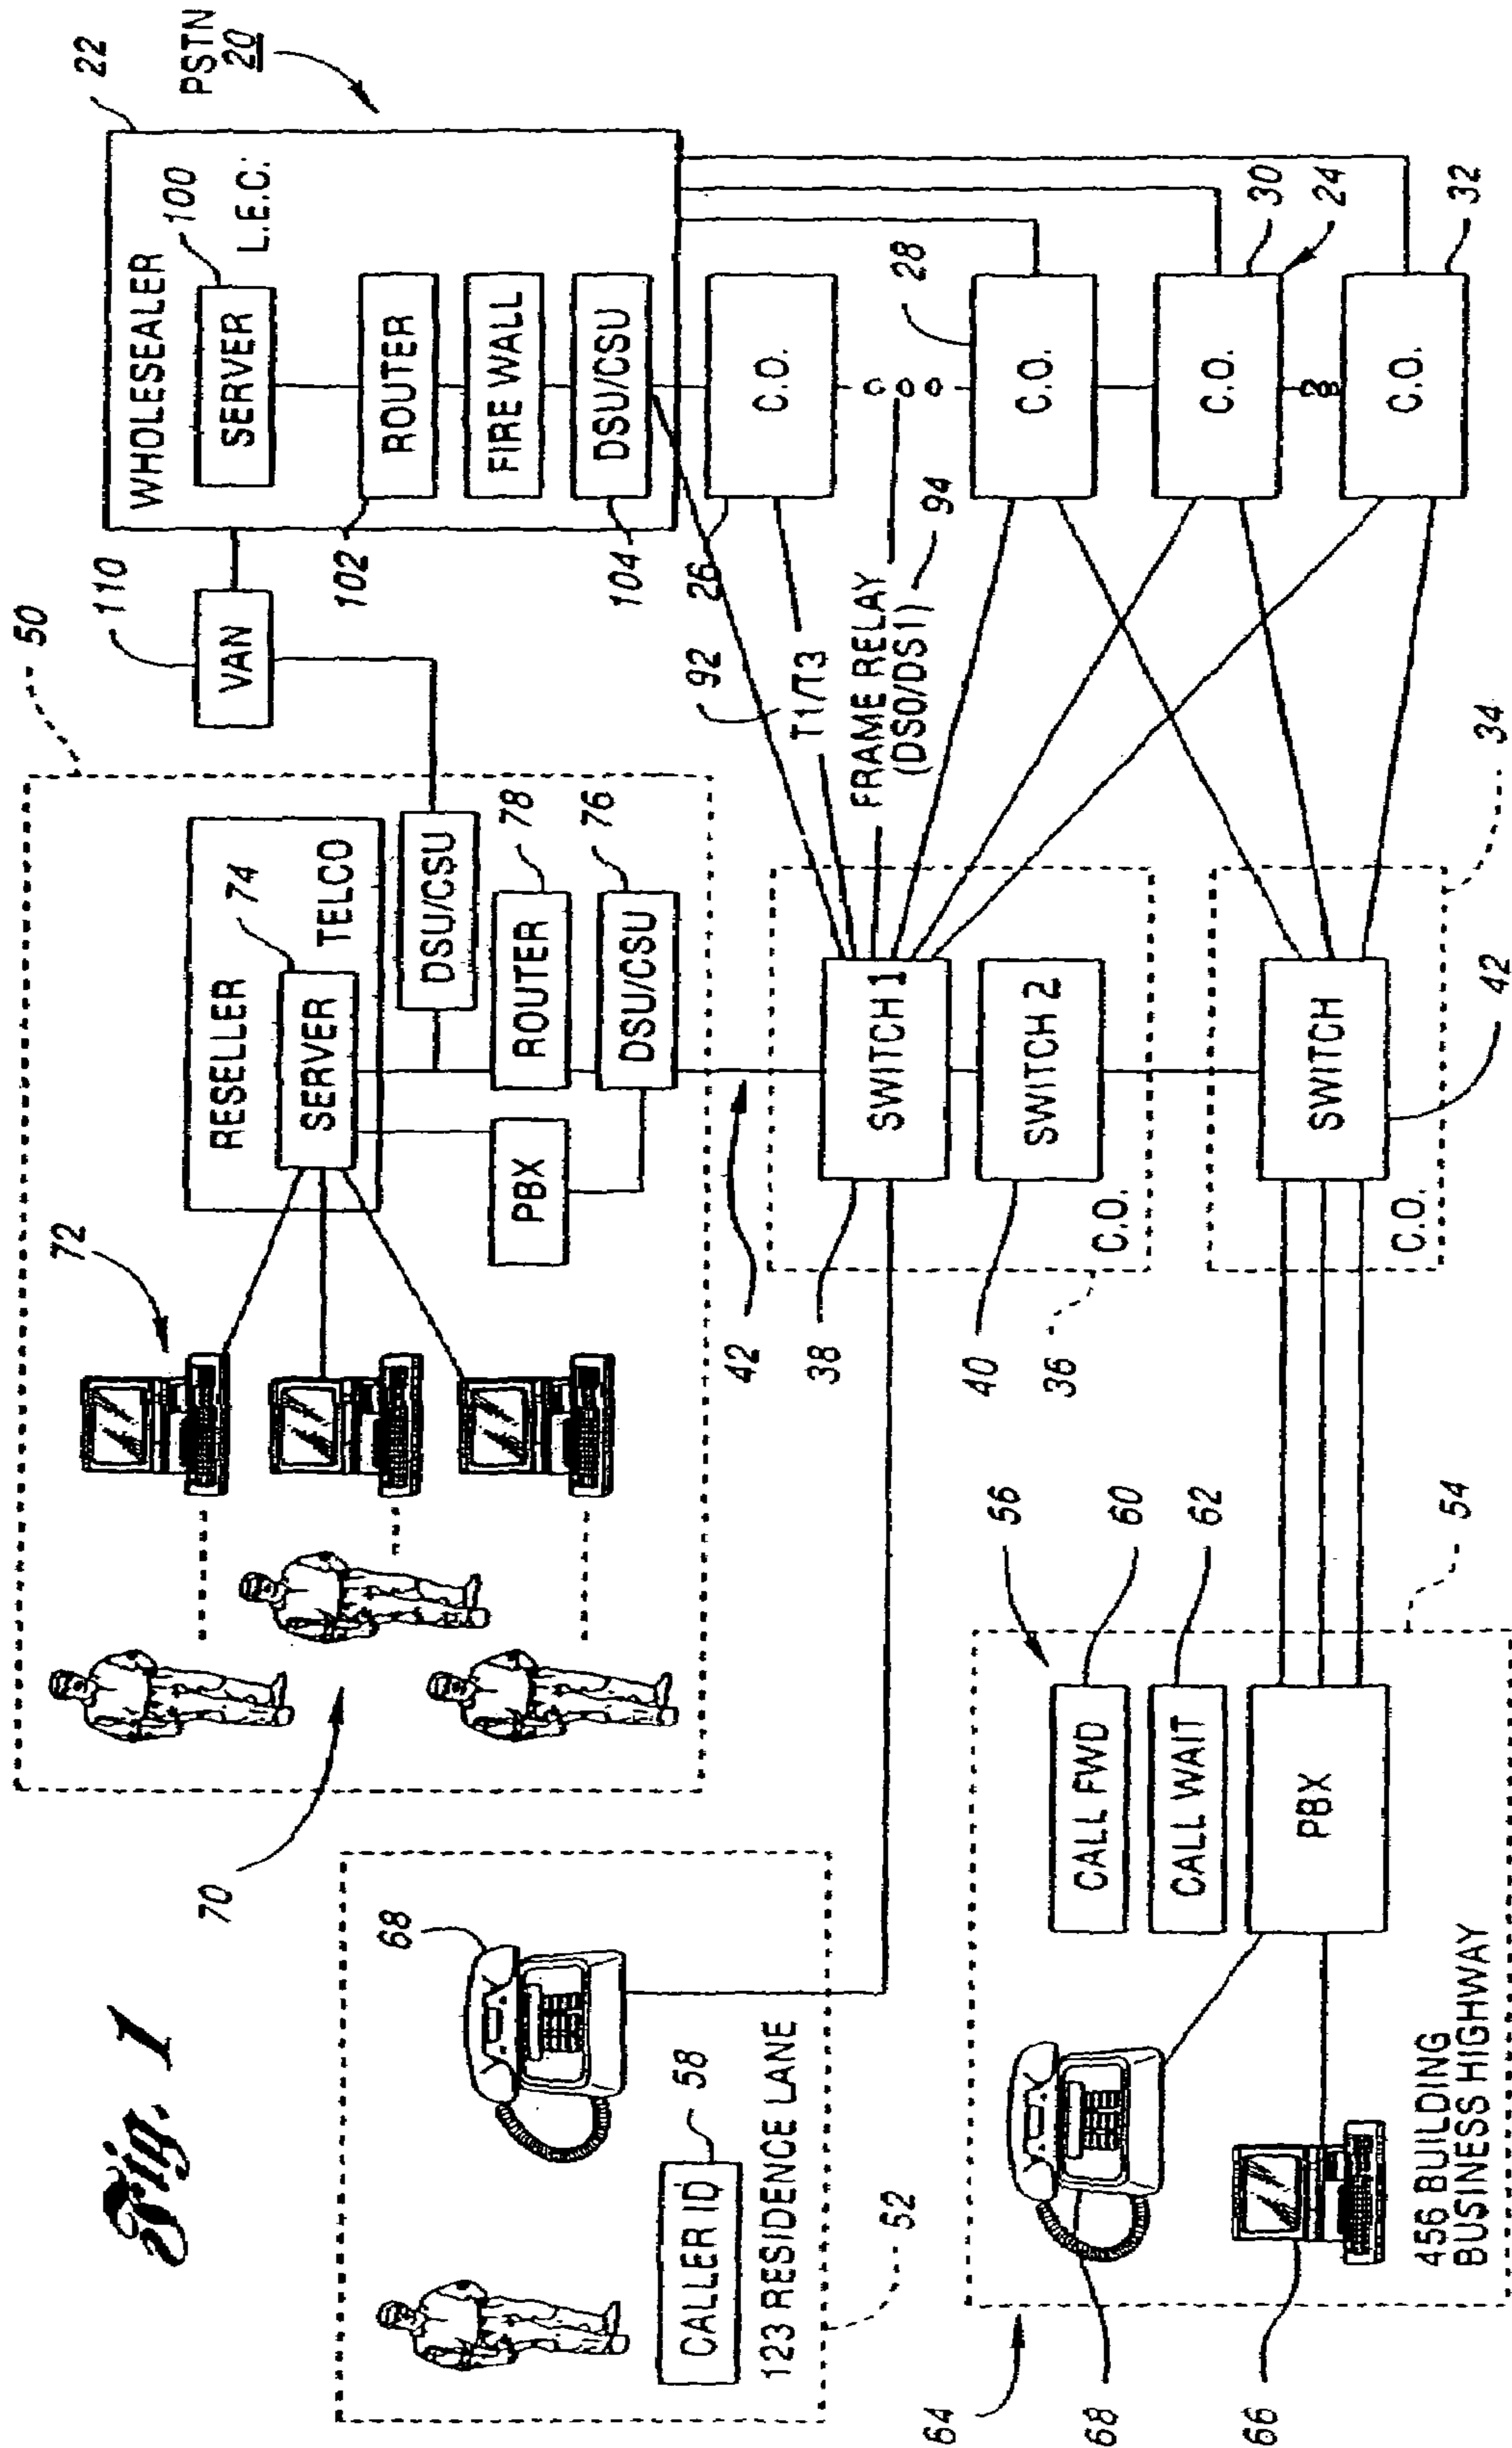 Fig. 1
PSTN
20
22
WHOLESEALER
L.E.C.
100
SERVER
ROUTER
102
FIRE WALL
DSU/CSU
104
VAN
110
50
RESELLER
TELCO
74
SERVER
DSU/CSU
ROUTER
78
DSU/CSU
76
PBX
72
70
C.O.
26
C.O.
28
C.O.
30
24
C.O.
32
92
T1/T3
FRAME RELAY
(DS0/DS1)
94
42
SWITCH 1
38
SWITCH 2
40
C.O.
36
SWITCH
42
C.O.
34
68
CALLER ID
58
123 RESIDENCE LANE
52
56
CALL FWD
60
CALL WAIT
62
PBX
54
64
68
66
456 BUILDING
BUSINESS HIGHWAY